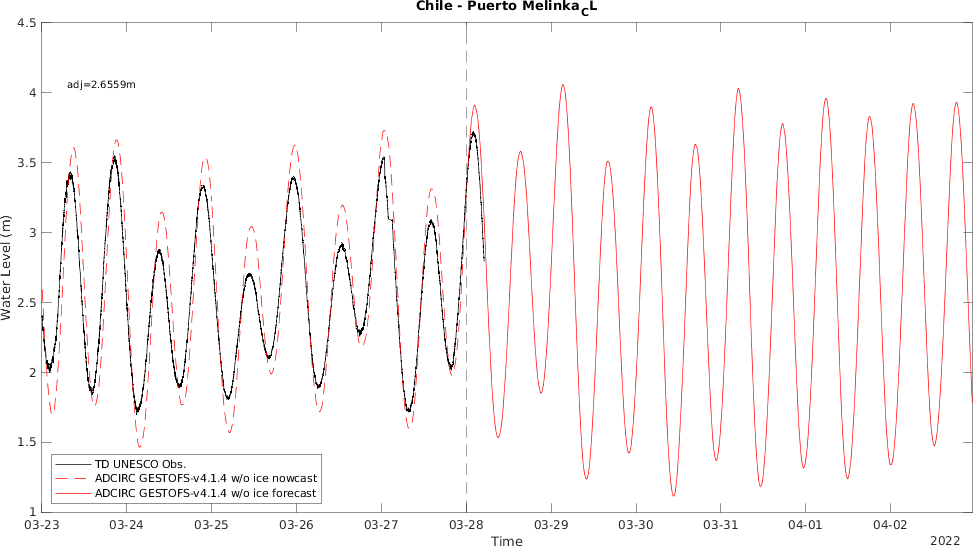 Chile - Puerto Melinka_CL
4.5
4
3.5
3
2.5
2
1.5
1
Water Level (m)
adj=2.6559m
TD UNESCO Obs.
ADCIRC GESTOFS-v4.1.4 w/o ice nowcast
ADCIRC GESTOFS-v4.1.4 w/o ice forecast
03-23 03-24 03-25 03-26 03-27 03-28 03-29 03-30 03-31 04-01 04-02
Time
2022